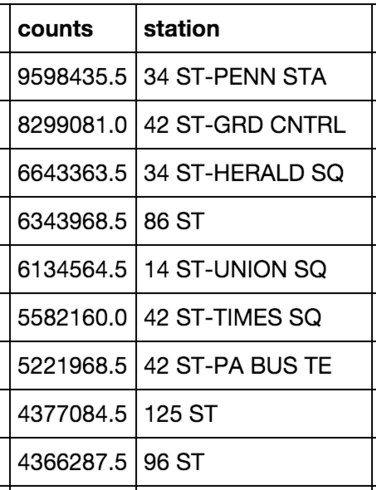 counts station
9598435.5 34 ST-PENN STA
8299081.0 42 ST-GRD CNTRL
6643363.5 34 ST-HERALD SQ
6343968.5 86 ST
6134564.5 14 ST-UNION SQ
5582160.0 42 ST-TIMES SQ
5221968.5 42 ST-PA BUS TE
4377084.5 125 ST
4366287.5 96 ST